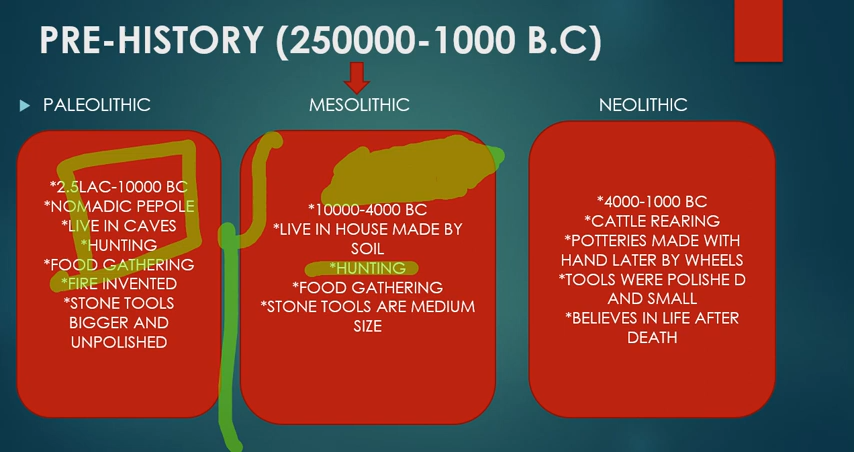 PRE-HISTORY (250000-1000 B.C)
PALEOLITHIC
MESOLITHIC
NEOLITHIC
*2.5LAC-10000 BC
*NOMADIC PEPOLE
*LIVE IN CAVES
*HUNTING
*FOOD GATHERING
*FIRE INVENTED
*STONE TOOLS
BIGGER AND
UNPOLISHED
*10000-4000 BC
*LIVE IN HOUSE MADE BY
SOIL
*HUNTING
*FOOD GATHERING
*STONE TOOLS ARE MEDIUM
SIZE
*4000-1000 BC
*CATTLE REARING
*POTTERIES MADE WITH
HAND LATER BY WHEELS
*TOOLS WERE POLISHE D
AND SMALL
*BELIEVES IN LIFE AFTER
DEATH